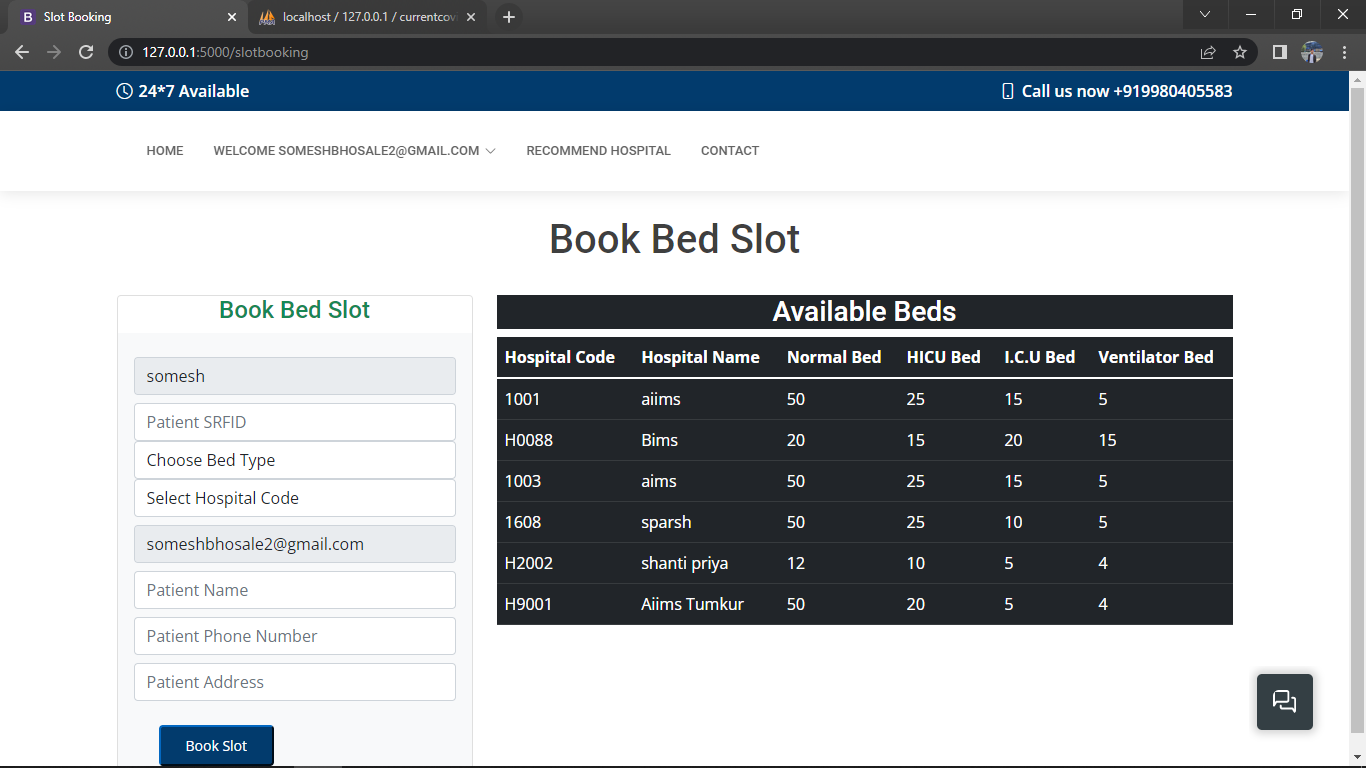 Slot Booking
localhost / 127.0.0.1 / currentcov
127.0.0.1:5000/slotbooking
24*7 Available
Call us now +919980405583
HOME WELCOME SOMESHBHOSALE2@GMAIL.COM RECOMMEND HOSPITAL CONTACT
Book Bed Slot
Book Bed Slot
somesh
Patient SRFID
Choose Bed Type
Select Hospital Code
someshbhosale2@gmail.com
Patient Name
Patient Phone Number
Patient Address
Book Slot
Available Beds
Hospital Code Hospital Name Normal Bed HICU Bed I.C.U Bed Ventilator Bed
1001 aiims 50 25 15 5
H0088 Bims 20 15 20 15
1003 aims 50 25 15 5
1608 sparsh 50 25 10 5
H2002 shanti priya 12 10 5 4
H9001 Aiims Tumkur 50 20 5 4